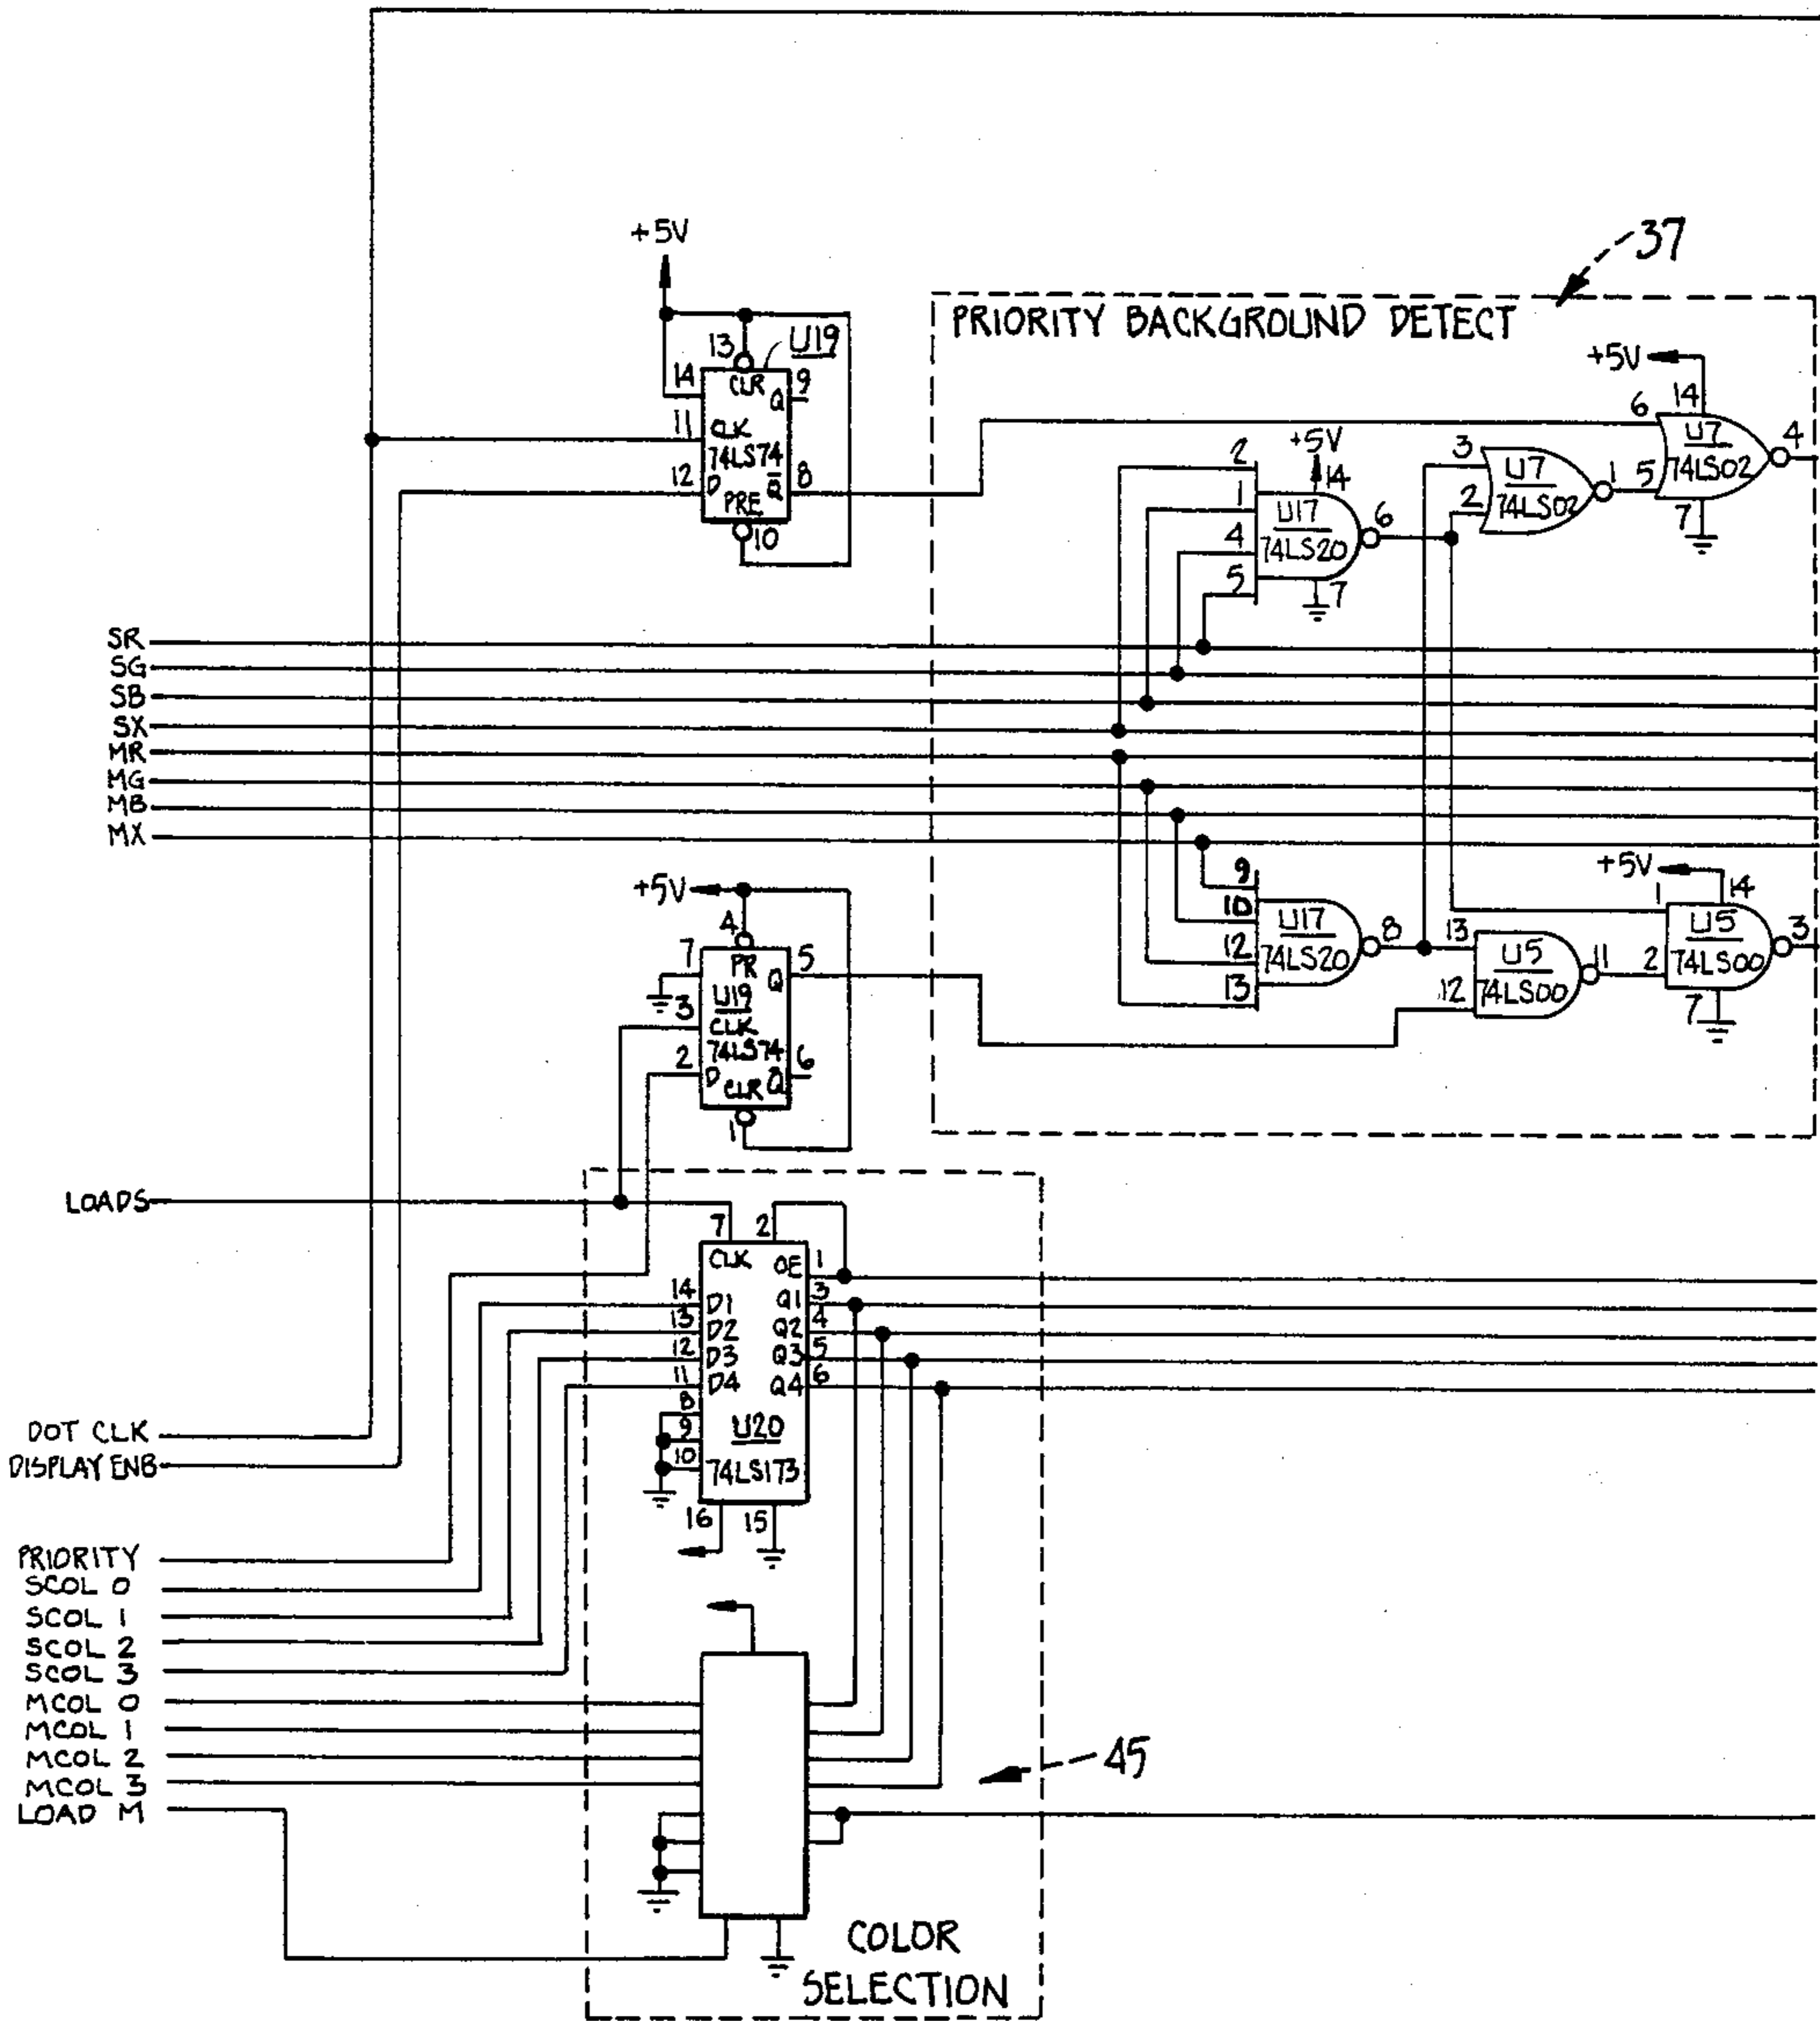 37
+5V
PRIORITY BACKGROUND DETECT
13
U19
14
CLR
Q
9
11
CLK
74LS74
12
D
Q̅
8
PRE
10
+5V
14
6
U7
4
74LS02
5
7
3
U7
1
2
74LS02
+5V
14
2
1
U17
6
4
74LS20
5
7
SR
SG
SB
SX
MR
MG
MB
MX
+5V
4
7
PR
Q
5
U19
3
CLK
74LS74
2
D
CLR
Q̅
6
1
9
10
U17
8
12
74LS20
13
13
U5
11
12
74LS00
+5V
14
1
U5
3
2
74LS00
7
LOADS
7
2
CLK
OE
1
14
D1
Q1
3
13
D2
Q2
4
12
D3
Q3
5
11
D4
Q4
6
8
9
U20
10
74LS173
16
15
DOT CLK
DISPLAY ENB
PRIORITY
SCOL 0
SCOL 1
SCOL 2
SCOL 3
MCOL 0
MCOL 1
MCOL 2
MCOL 3
LOAD M
45
COLOR
SELECTION